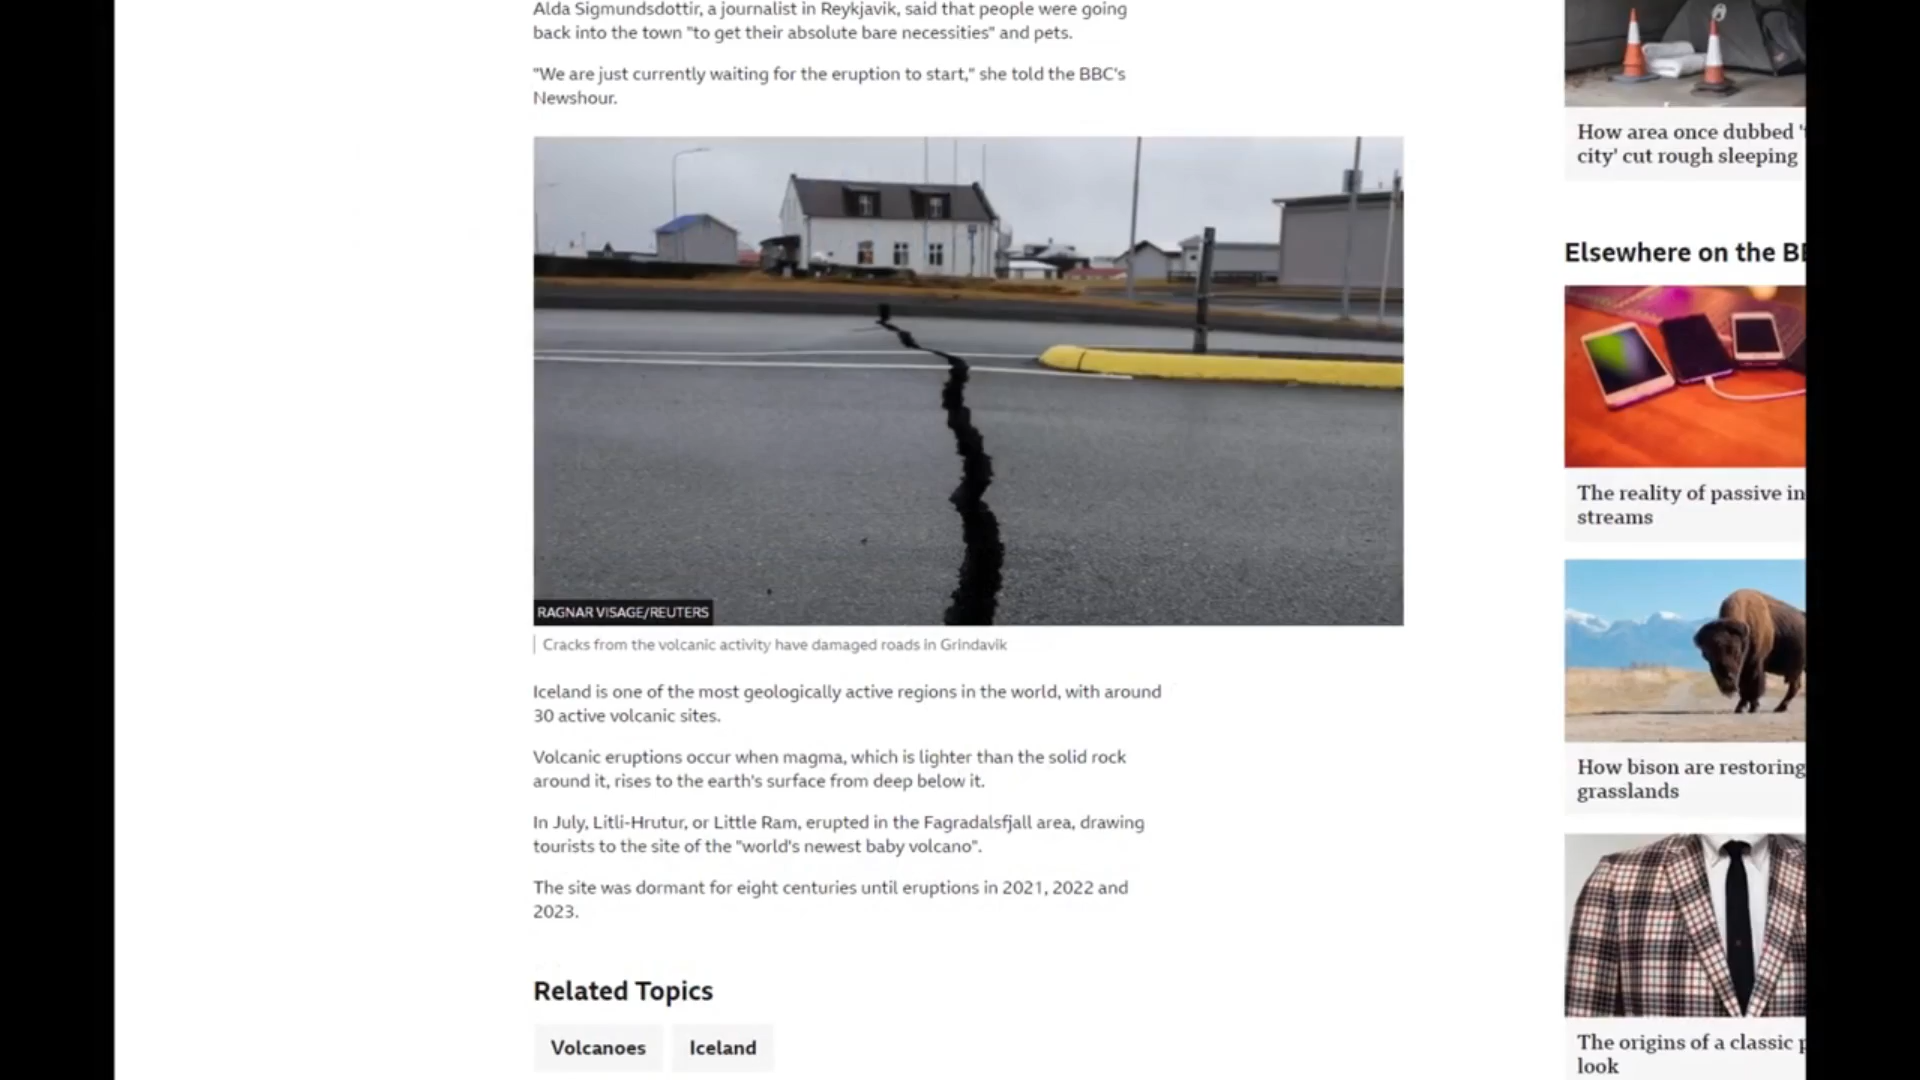 Alda Sigmundsdottir, a journalist in Reykjavik, said that people were going
back into the town "to get their absolute bare necessities" and pets.
"We are just currently waiting for the eruption to start," she told the BBC's
Newshour.
RAGNAR VISAGE/REUTERS
Cracks from the volcanic activity have damaged roads in Grindavik
Iceland is one of the most geologically active regions in the world, with around
30 active volcanic sites.
Volcanic eruptions occur when magma, which is lighter than the solid rock
around it, rises to the earth's surface from deep below it.
In July, Litli-Hrutur, or Little Ram, erupted in the Fagradalsfjall area, drawing
tourists to the site of the "world's newest baby volcano".
The site was dormant for eight centuries until eruptions in 2021, 2022 and
2023.
Related Topics
Volcanoes
Iceland
How area once dubbed
city' cut rough sleeping
Elsewhere on the
The reality of passive
streams
How bison are restoring
grasslands
The origins of a classic
look